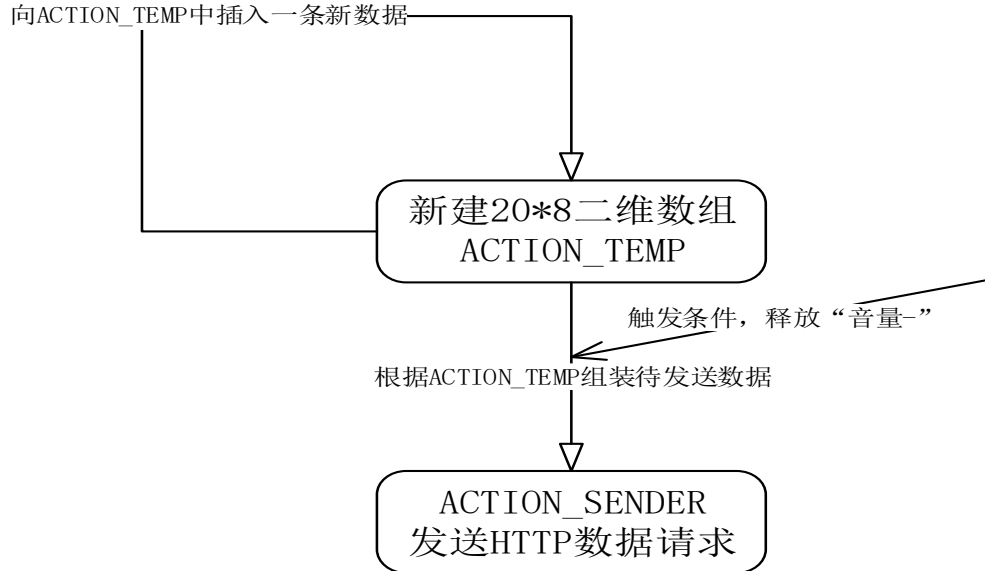 向ACTION_TEMP中插入一条新数据
新建20*8二维数组
ACTION_TEMP
触发条件，释放“音量-”
根据ACTION_TEMP组装待发送数据
ACTION_SENDER
发送HTTP数据请求